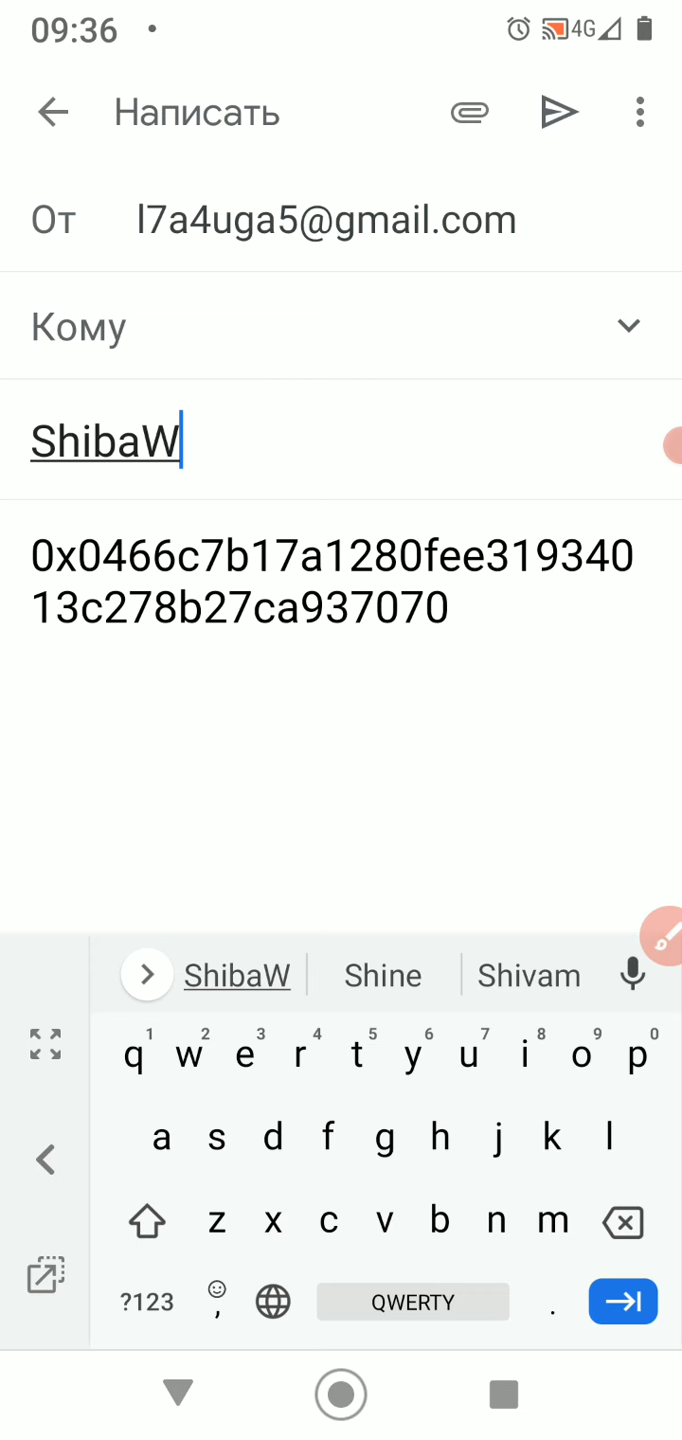 09:36
4G
Написать
От l7a4uga5@gmail.com
Кому
ShibaW
0x0466c7b17a1280fee319340
13c278b27ca937070
ShibaW Shine Shivam
1 2 3 4 5 6 7 8 9 0
q w e r t y u i o p
a s d f g h j k l
z x c v b n m
?123 , QWERTY .